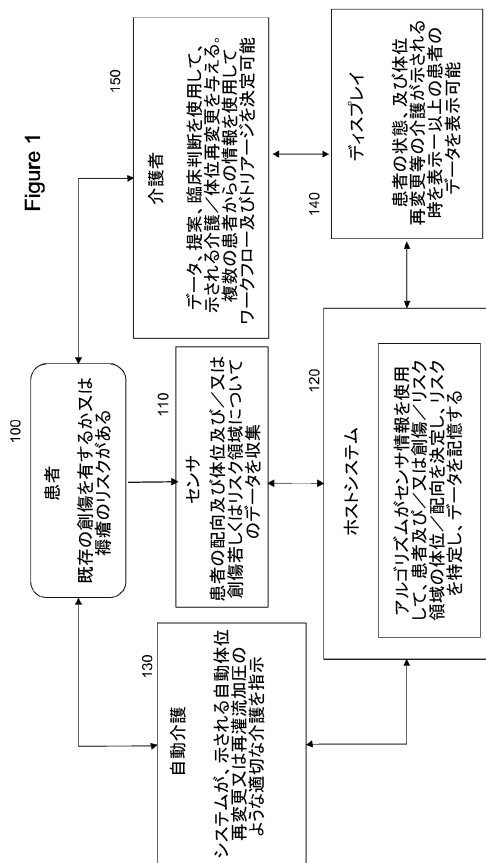 Figure 1
100
患者
既存の創傷を有するか又は
褥瘡のリスクがある
130
自動介護
システムが、示される自動体位
再変更又は再灌流加圧の
ような適切な介護を指示
110
センサ
患者の配向及び体位及び/又は
創傷若しくはリスク領域について
のデータを収集
150
介護者
データ、提案、臨床判断を使用して、
示される介護/体位再変更を与える。
複数の患者からの情報を使用して
ワークフロー及びトリアージを決定可能
120
ホストシステム
アルゴリズムがセンサ情報を使用
して、患者及び/又は創傷/リスク
領域の体位/配向を決定し、リスク
を特定し、データを記憶する
140
ディスプレイ
患者の状態、及び体位
再変更等の介護が示される
時を表示－一以上の患者の
データを表示可能